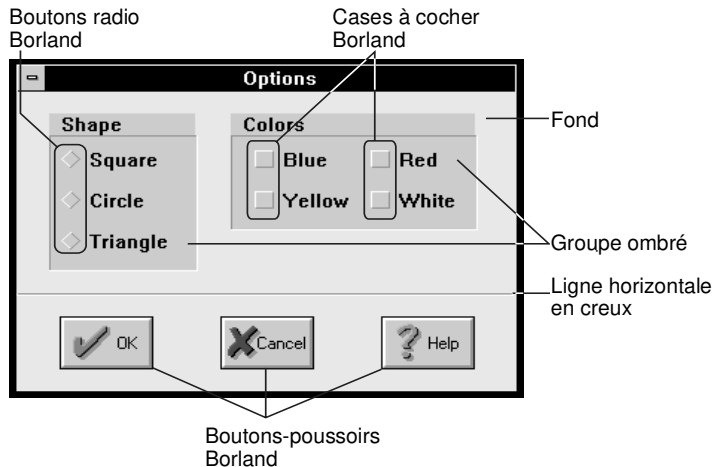 Boutons radio
Borland
Cases à cocher
Borland
Options
Shape
Colors
Fond
Square
Blue
Red
Circle
Yellow
White
Triangle
Groupe ombré
Ligne horizontale
en creux
OK
Cancel
Help
Boutons-poussoirs
Borland